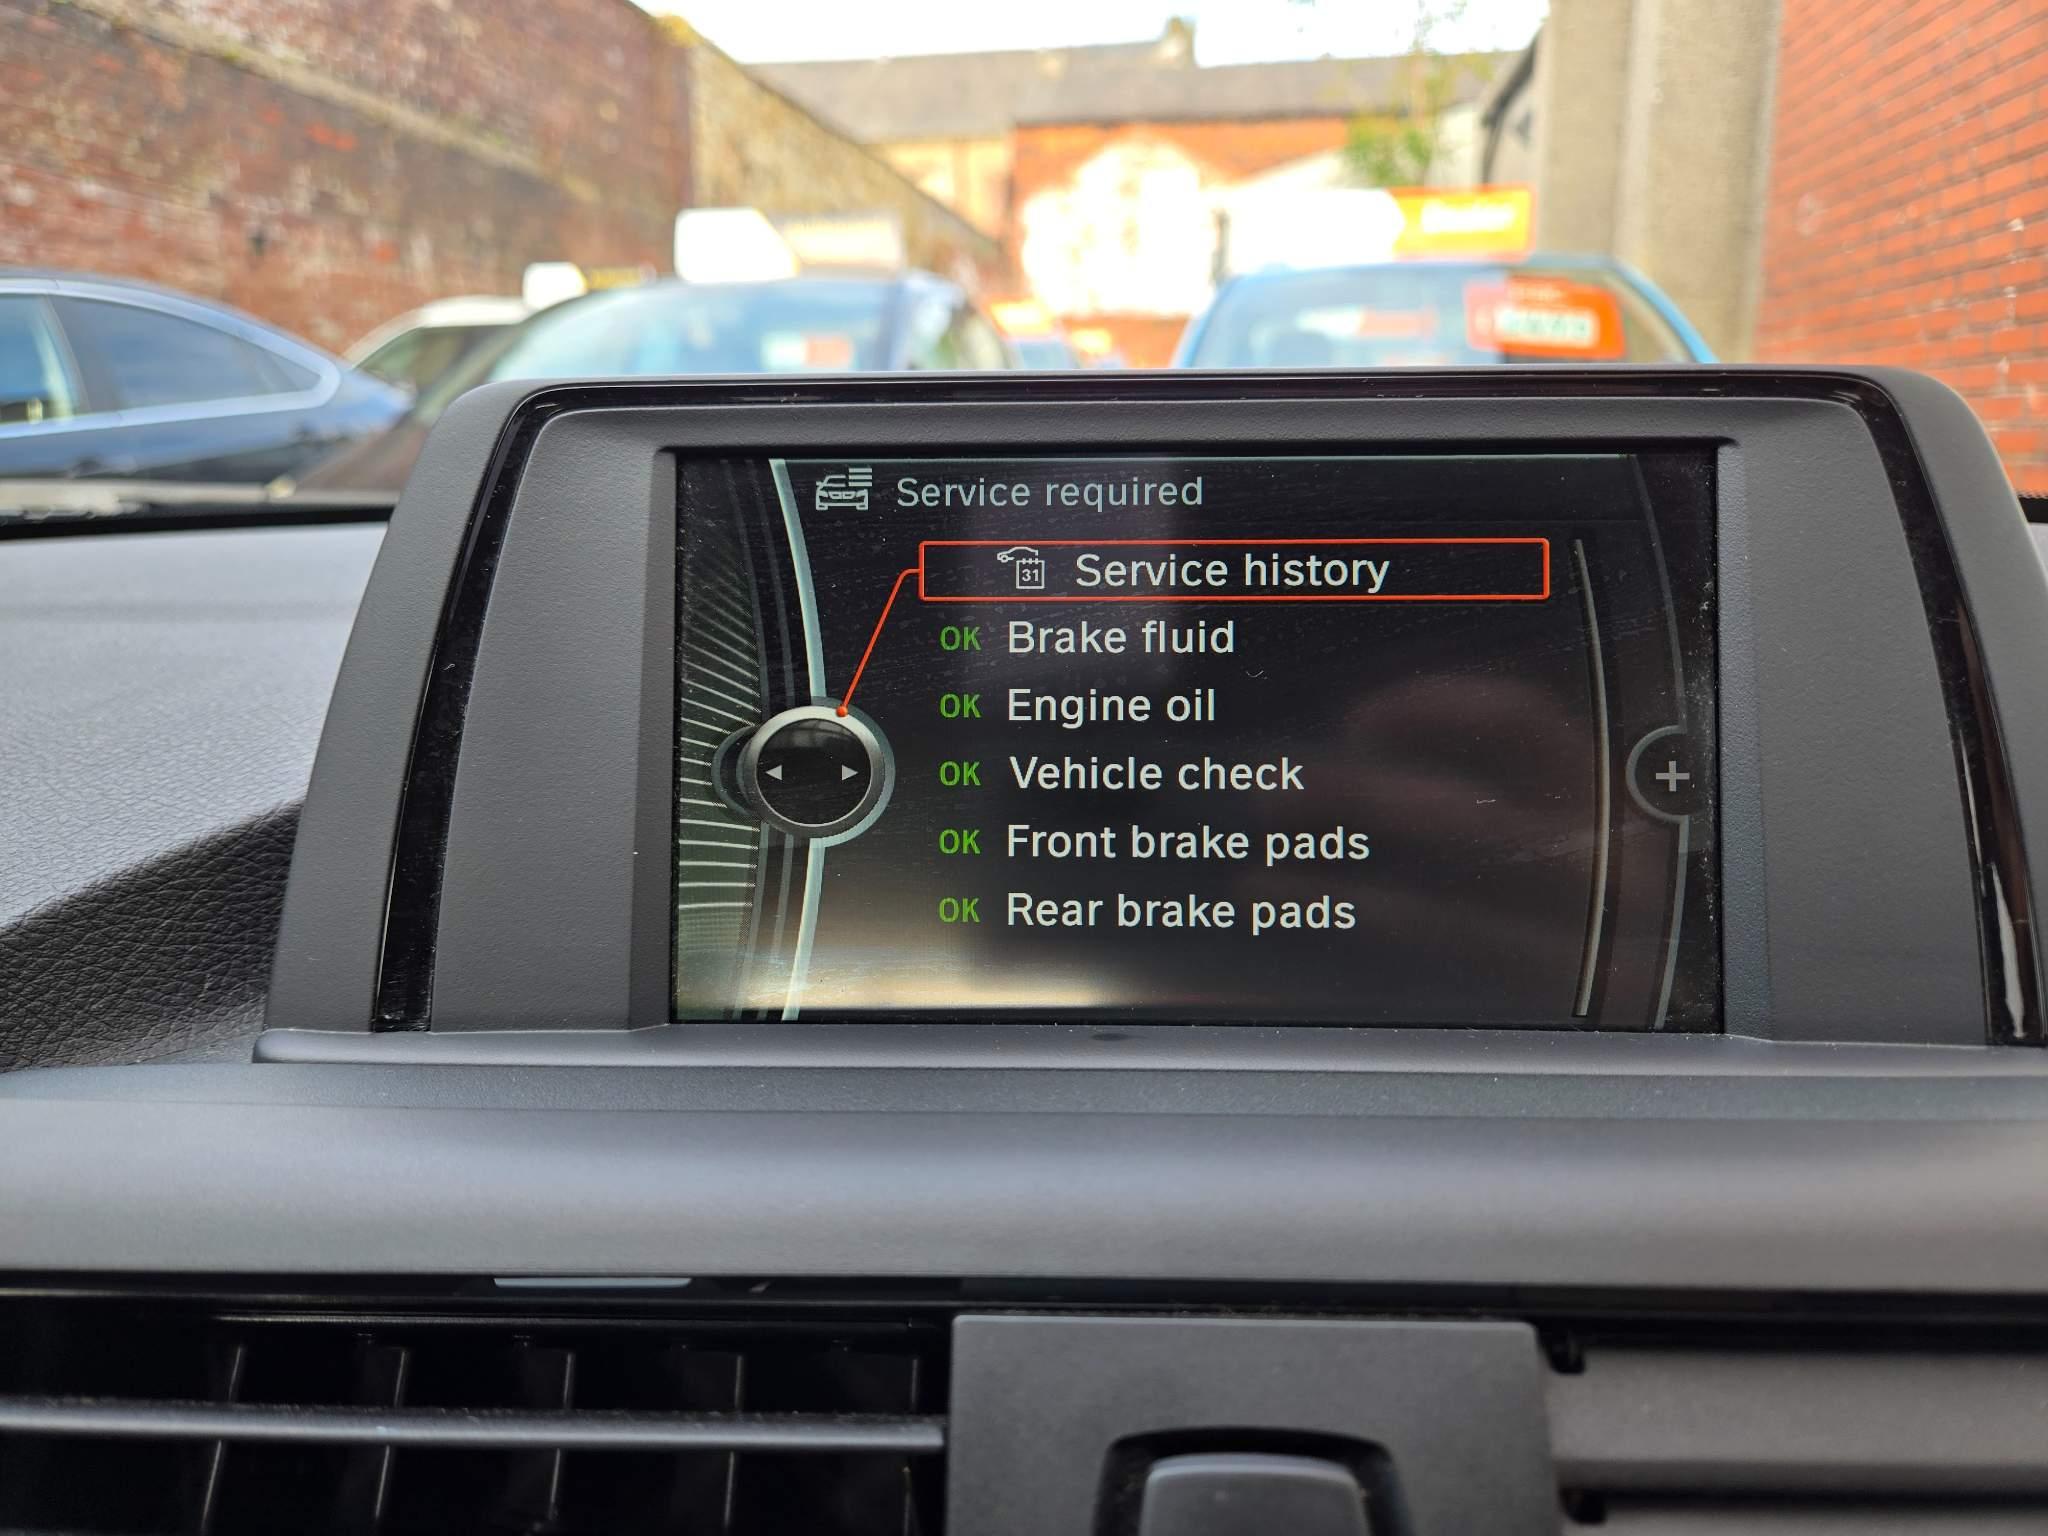 Service required
31 Service history
OK Brake fluid
OK Engine oil
OK Vehicle check
OK Front brake pads
OK Rear brake pads
+